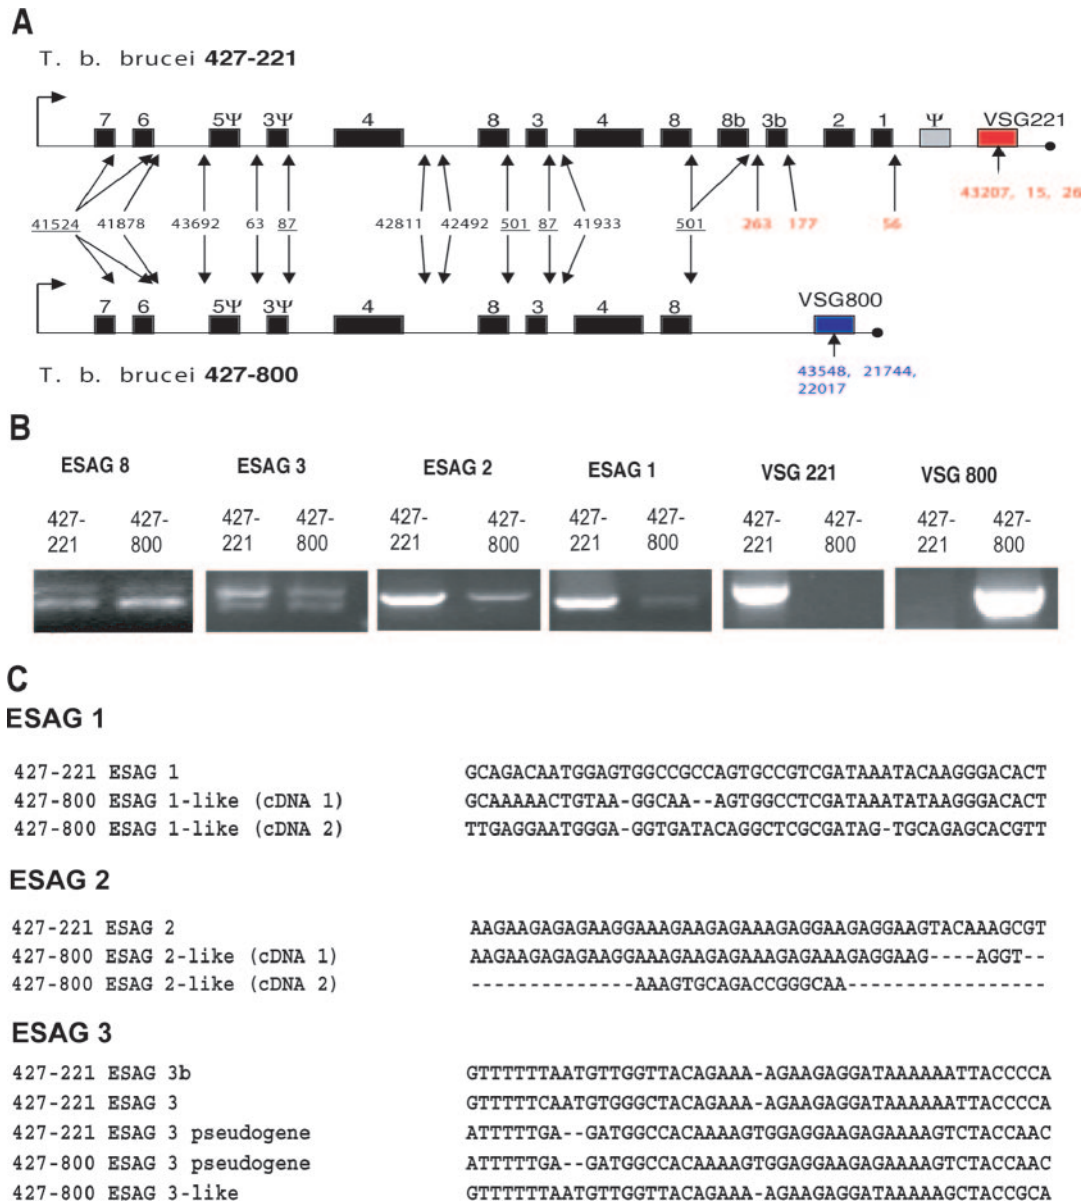 A
T. b. brucei 427-221
7 6 5Ψ 3Ψ 4 8 3 4 8 8b 3b 2 1 Ψ VSG221
43207, 15, 26
41524 41878 43692 63 87 42811 42492 501 87 41933 501 263 177 56
7 6 5Ψ 3Ψ 4 8 3 4 8 VSG800
T. b. brucei 427-800
43548, 21744,
22017
B
ESAG 8 ESAG 3 ESAG 2 ESAG 1 VSG 221 VSG 800
427- 427- 427- 427- 427- 427- 427- 427- 427- 427- 427- 427-
221 800 221 800 221 800 221 800 221 800 221 800
C
ESAG 1
427-221 ESAG 1 GCAGACAATGGAGTGGCCGCCAGTGCCGTCGATAAATACAAGGGACACT
427-800 ESAG 1-like (cDNA 1) GCAAAAACTGTAA-GGCAA--AGTGGCCTCGATAAATATAAGGGACACT
427-800 ESAG 1-like (cDNA 2) TTGAGGAATGGGA-GGTGATACAGGCTCGCGATAG-TGCAGAGCACGTT
ESAG 2
427-221 ESAG 2 AAGAAGAGAGAAGGAAAGAAGAGAAAGAGGAAGAGGAAGTACAAAGCGT
427-800 ESAG 2-like (cDNA 1) AAGAAGAGAGAAGGAAAGAAGAGAAAGAGAAAGAGGAAG----AGGT--
427-800 ESAG 2-like (cDNA 2) --------------AAAGTGCAGACCGGGCAA-----------------
ESAG 3
427-221 ESAG 3b GTTTTTTAATGTTGGTTACAGAAA-AGAAGAGGATAAAAAATTACCCCA
427-221 ESAG 3 GTTTTTCAATGTGGGCTACAGAAA-AGAAGAGGATAAAAAATTACCCCA
427-221 ESAG 3 pseudogene ATTTTTGA--GATGGCCACAAAAGTGGAGGAAGAGAAAAGTCTACCAAC
427-800 ESAG 3 pseudogene ATTTTTGA--GATGGCCACAAAAGTGGAGGAAGAGAAAAGTCTACCAAC
427-800 ESAG 3-like GTTTTTTAATGTTGGTTACAGAAA-AGAAGAGGATAAAAAGCTACCGCA